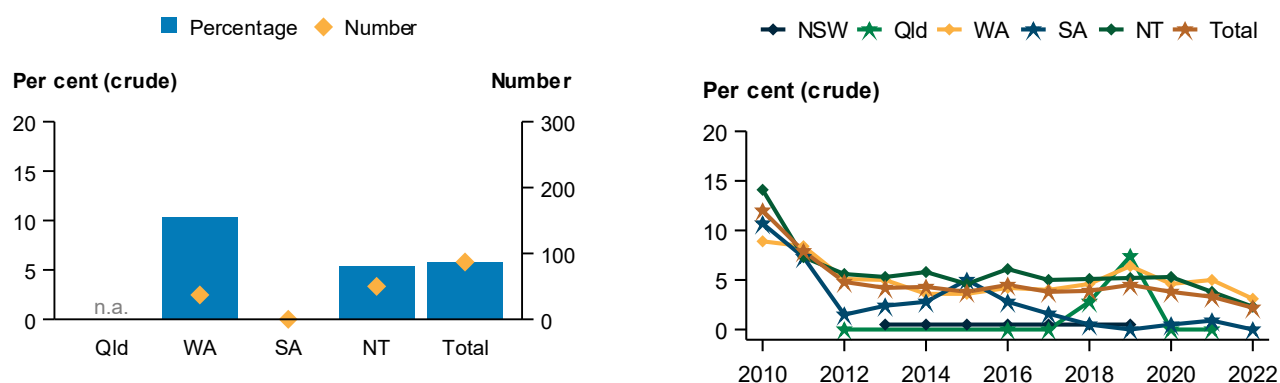 Percentage Number
Per cent (crude) Number
20 300
15
200
10
100
5
n.a.
0 0
Qld WA SA NT Total
NSW Qld WA SA NT Total
Per cent (crude)
20
15
10
5
0
2010 2012 2014 2016 2018 2020 2022